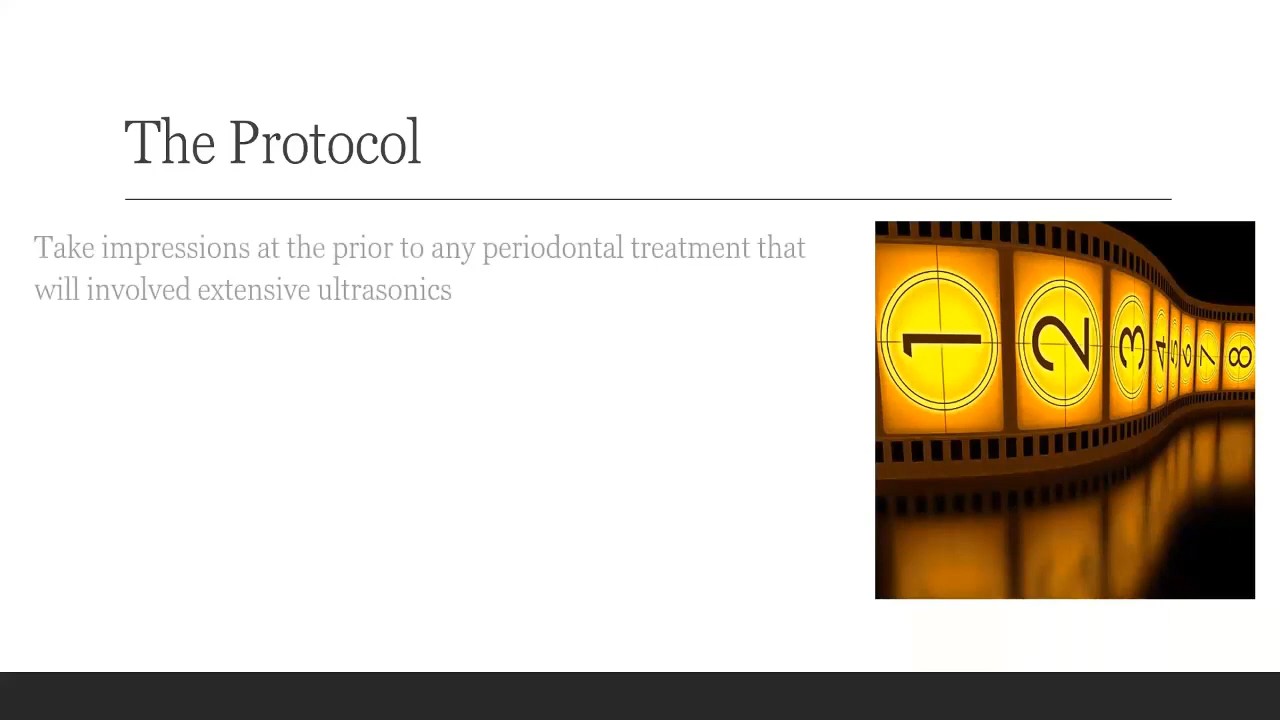 The Protocol
Take impressions at the prior to any periodontal treatment that
will involved extensive ultrasonics
1 2 3 4 5 6 7 8